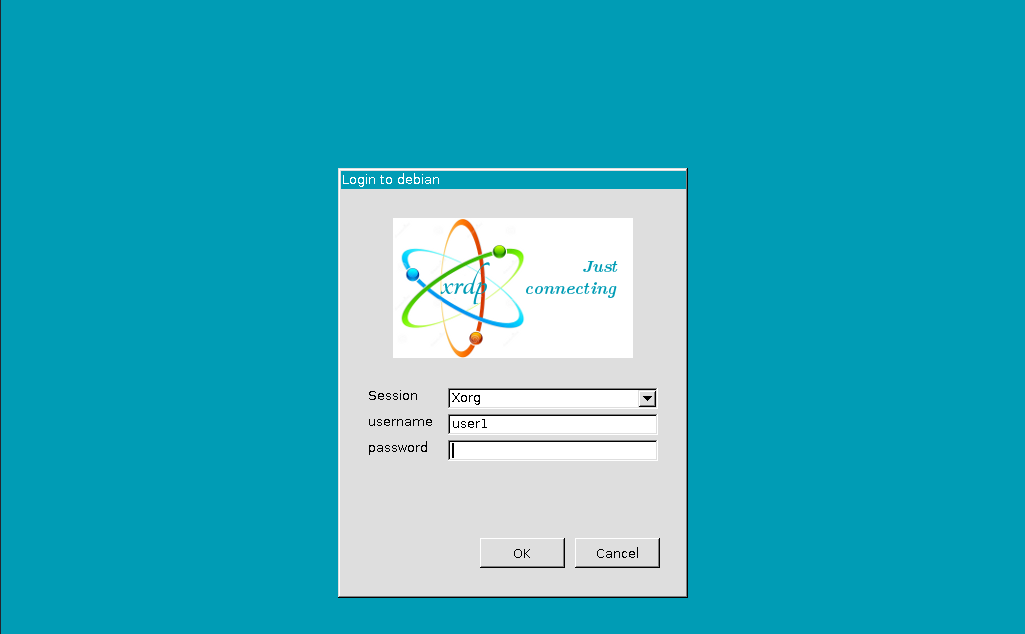 Login to debian
xrdp
Just
connecting
Session
Xorg
username
user1
password
OK
Cancel